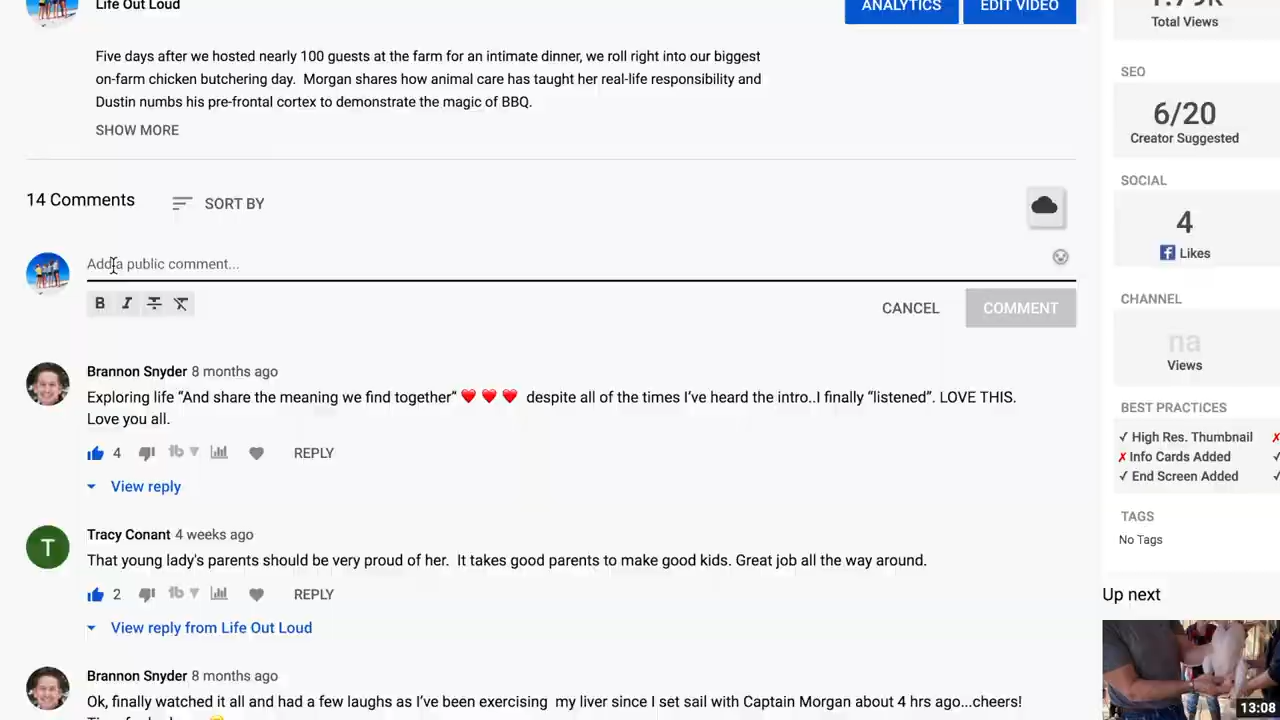 Life Out Loud
ANALYTICS
EDIT VIDEO
Five days after we hosted nearly 100 guests at the farm for an intimate dinner, we roll right into our biggest
on-farm chicken butchering day.  Morgan shares how animal care has taught her real-life responsibility and
Dustin numbs his pre-frontal cortex to demonstrate the magic of BBQ.
SHOW MORE
14 Comments
SORT BY
Add a public comment...
B I T T
CANCEL
COMMENT
Brannon Snyder 8 months ago
Exploring life “And share the meaning we find together” ❤️ ❤️ ❤️  despite all of the times I’ve heard the intro..I finally “listened”. LOVE THIS.
Love you all.
4
tb
REPLY
View reply
T
Tracy Conant 4 weeks ago
That young lady's parents should be very proud of her.  It takes good parents to make good kids. Great job all the way around.
2
tb
REPLY
View reply from Life Out Loud
Brannon Snyder 8 months ago
Ok, finally watched it all and had a few laughs as I’ve been exercising  my liver since I set sail with Captain Morgan about 4 hrs ago...cheers!
1.79K
Total Views
SEO
6/20
Creator Suggested
SOCIAL
4
f Likes
CHANNEL
na
Views
BEST PRACTICES
✓ High Res. Thumbnail ✗
✗ Info Cards Added ✓
✓ End Screen Added ✓
TAGS
No Tags
Up next
13:08